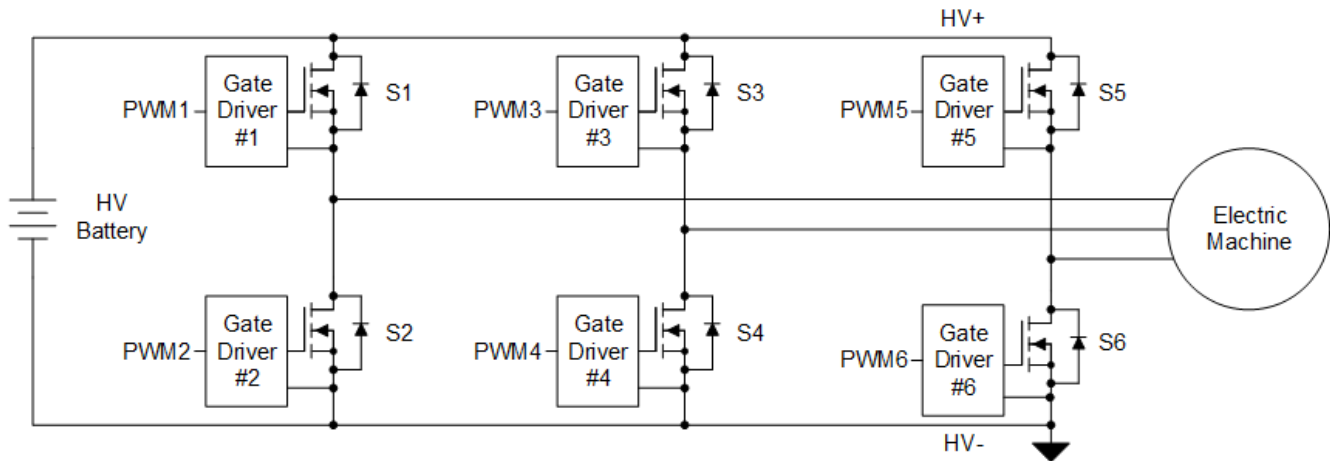 HV+
Gate
Driver
#1
PWM1
S1
Gate
Driver
#3
PWM3
S3
Gate
Driver
#5
PWM5
S5
HV
Battery
Electric
Machine
Gate
Driver
#2
PWM2
S2
Gate
Driver
#4
PWM4
S4
Gate
Driver
#6
PWM6
S6
HV-